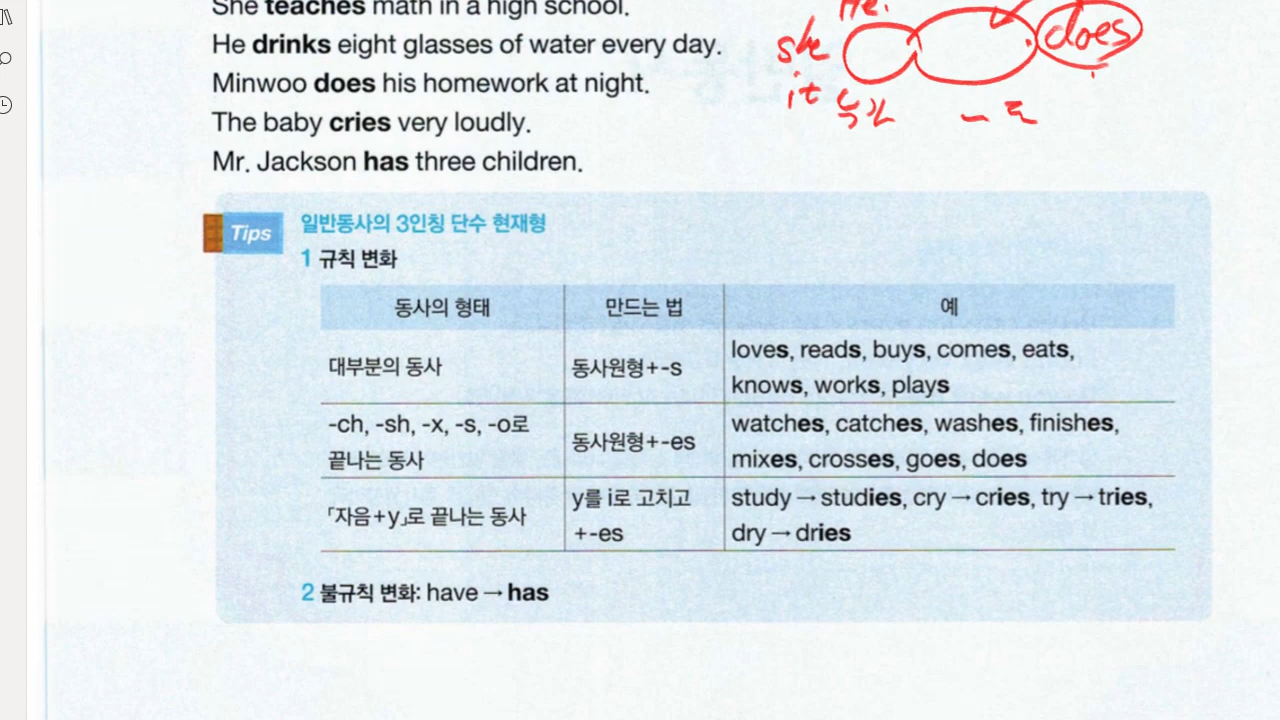 She teaches math in a high school.
He drinks eight glasses of water every day.
Minwoo does his homework at night.
The baby cries very loudly.
Mr. Jackson has three children.
He.
she
it
does
Tips
일반동사의 3인칭 단수 현재형
1 규칙 변화
동사의 형태 만드는 법 예
대부분의 동사 동사원형+-s loves, reads, buys, comes, eats,
knows, works, plays
-ch, -sh, -x, -s, -o로
끝나는 동사 동사원형+-es watches, catches, washes, finishes,
mixes, crosses, goes, does
「자음+y」로 끝나는 동사 y를 i로 고치고
+-es study → studies, cry → cries, try → tries,
dry → dries
2 불규칙 변화: have → has